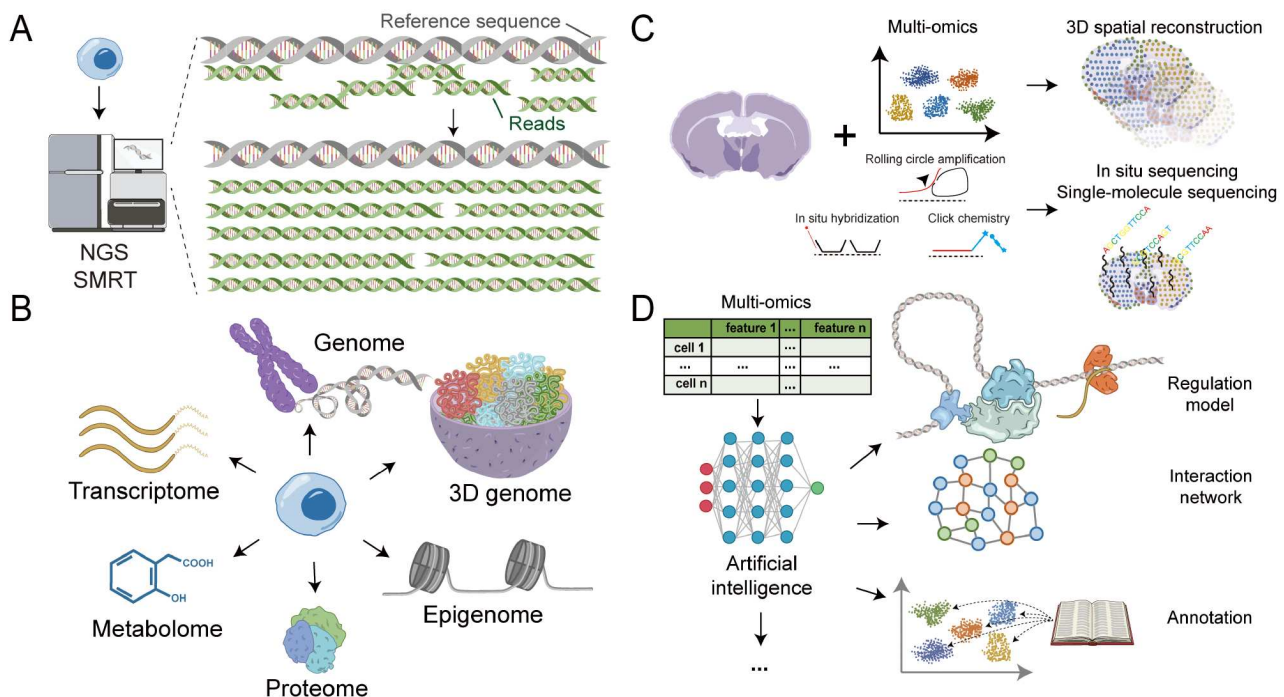 A
Reference sequence
Reads
NGS
SMRT
B
Genome
Transcriptome
3D genome
Metabolome
COOH
OH
Epigenome
Proteome
C
Multi-omics
3D spatial reconstruction
Rolling circle amplification
In situ hybridization
Click chemistry
In situ sequencing
Single-molecule sequencing
CGTTCCAA
D
Multi-omics
feature 1 ... feature n
cell 1 ...
... ... ... ...
cell n ...
Artificial
intelligence
...
Regulation
model
Interaction
network
Annotation